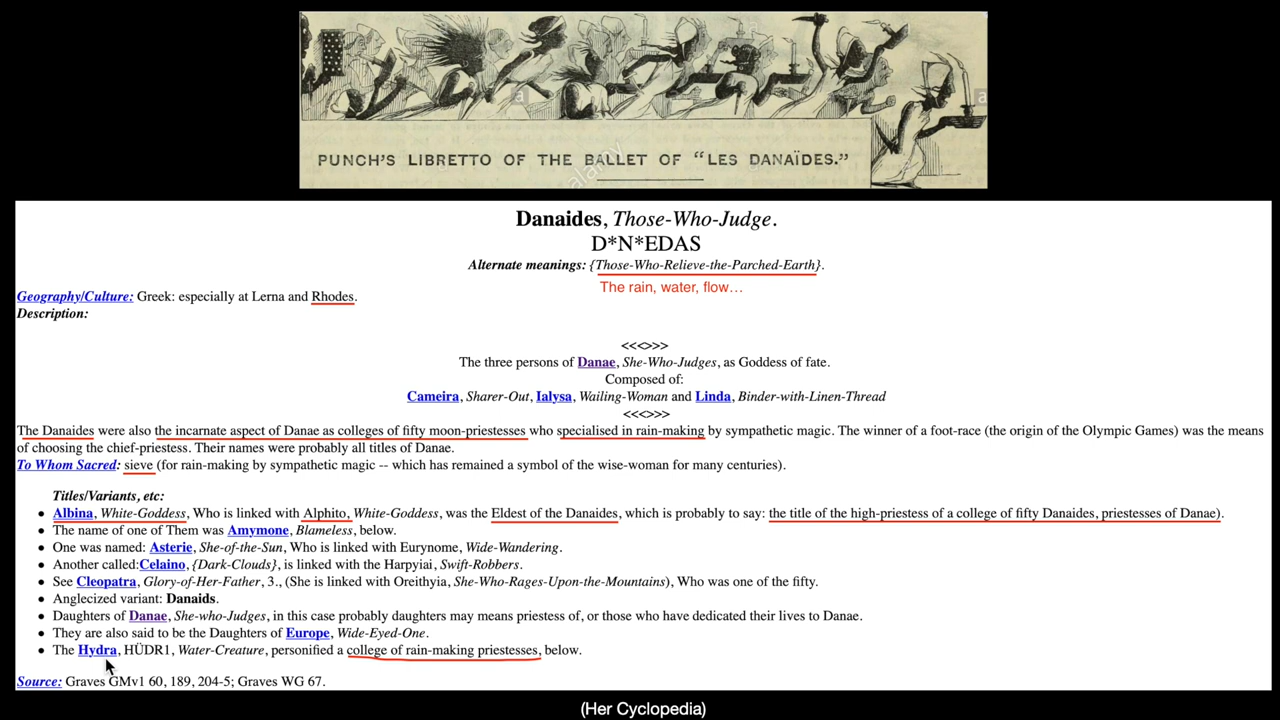 PUNCH'S LIBRETTO OF THE BALLET OF "LES DANAÏDES."
alamy
a
a
Danaides, Those-Who-Judge.
D*N*EDAS
Alternate meanings: {Those-Who-Relieve-the-Parched-Earth}.
The rain, water, flow…
Geography/Culture: Greek: especially at Lerna and Rhodes.
Description:
<<<>>>
The three persons of Danae, She-Who-Judges, as Goddess of fate.
Composed of:
Cameira, Sharer-Out, Ialysa, Wailing-Woman and Linda, Binder-with-Linen-Thread
<<<>>>
The Danaides were also the incarnate aspect of Danae as colleges of fifty moon-priestesses who specialised in rain-making by sympathetic magic. The winner of a foot-race (the origin of the Olympic Games) was the means
of choosing the chief-priestess. Their names were probably all titles of Danae.
To Whom Sacred: sieve (for rain-making by sympathetic magic -- which has remained a symbol of the wise-woman for many centuries).
Titles/Variants, etc:
• Albina, White-Goddess, Who is linked with Alphito, White-Goddess, was the Eldest of the Danaides, which is probably to say: the title of the high-priestess of a college of fifty Danaides, priestesses of Danae).
• The name of one of Them was Amymone, Blameless, below.
• One was named: Asterie, She-of-the-Sun, Who is linked with Eurynome, Wide-Wandering.
• Another called:Celaino, {Dark-Clouds}, is linked with the Harpyiai, Swift-Robbers.
• See Cleopatra, Glory-of-Her-Father, 3., (She is linked with Oreithyia, She-Who-Rages-Upon-the-Mountains), Who was one of the fifty.
• Anglecized variant: Danaids.
• Daughters of Danae, She-who-Judges, in this case probably daughters may means priestess of, or those who have dedicated their lives to Danae.
• They are also said to be the Daughters of Europe, Wide-Eyed-One.
• The Hydra, HÜDR1, Water-Creature, personified a college of rain-making priestesses, below.
Source: Graves GMv1 60, 189, 204-5; Graves WG 67.
(Her Cyclopedia)